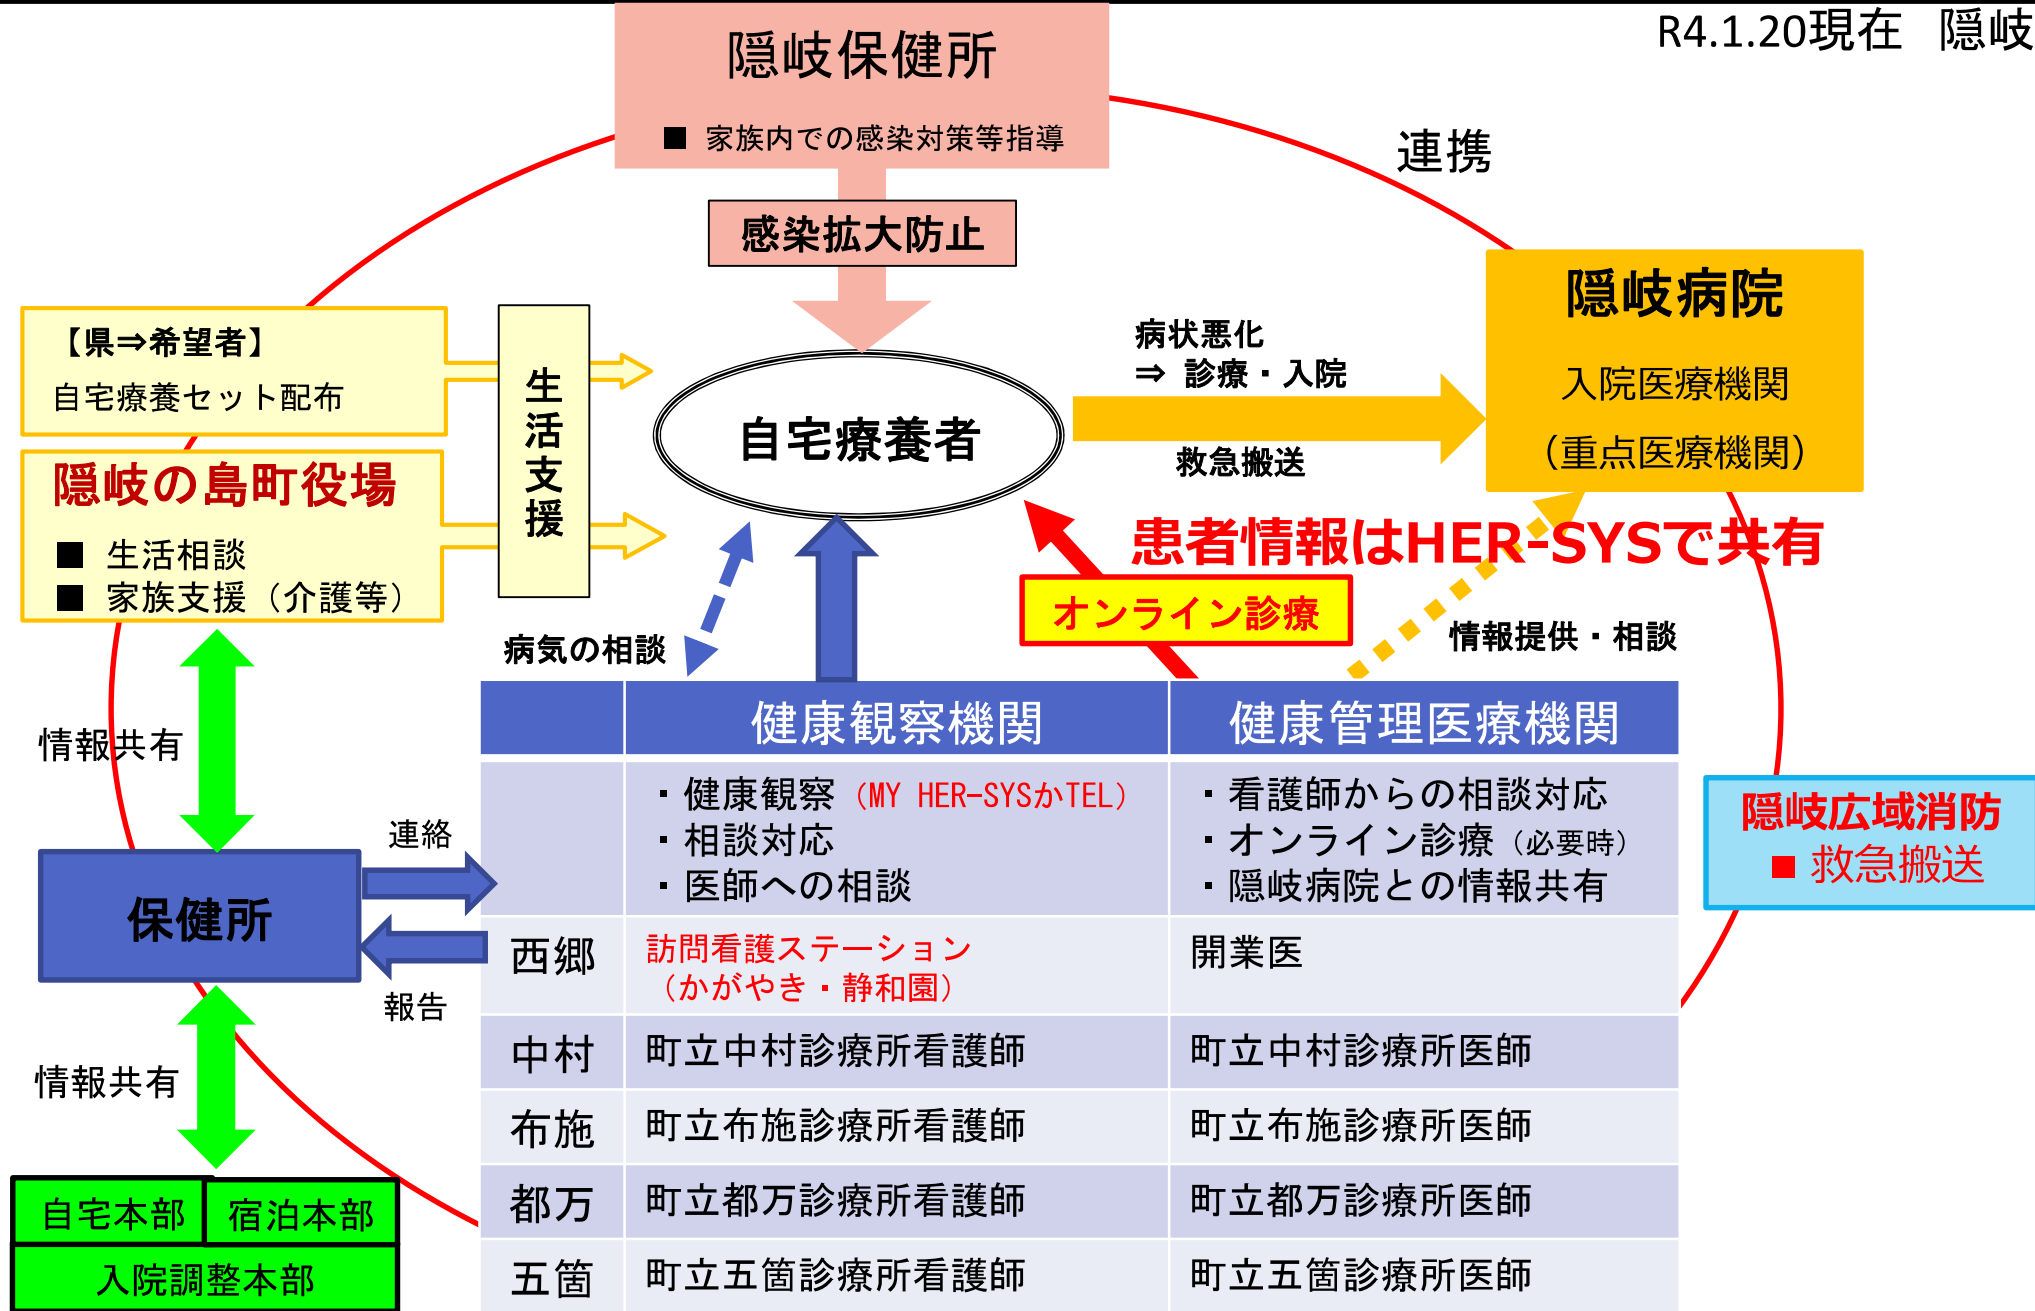 R4.1.20現在　隠岐
隠岐保健所
■ 家族内での感染対策等指導
連携
感染拡大防止
隠岐病院
入院医療機関
（重点医療機関）
【県⇒希望者】
自宅療養セット配布
生活支援
病状悪化
⇒ 診療・入院
自宅療養者
救急搬送
隠岐の島町役場
■ 生活相談
■ 家族支援（介護等）
患者情報はHER-SYSで共有
オンライン診療
病気の相談
情報提供・相談
健康観察機関 健康管理医療機関
情報共有
・健康観察（MY HER-SYSかTEL）
・相談対応
・医師への相談
・看護師からの相談対応
・オンライン診療（必要時）
・隠岐病院との情報共有
隠岐広域消防
■ 救急搬送
連絡
保健所
報告
西郷
訪問看護ステーション
（かがやき・静和園）
開業医
中村 町立中村診療所看護師 町立中村診療所医師
情報共有
布施 町立布施診療所看護師 町立布施診療所医師
都万 町立都万診療所看護師 町立都万診療所医師
自宅本部 宿泊本部
入院調整本部
五箇 町立五箇診療所看護師 町立五箇診療所医師